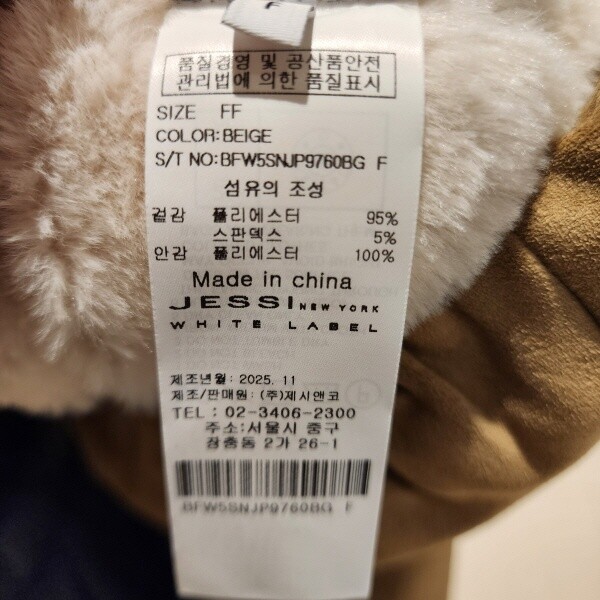 F
품질경영 및 공산품안전
관리법에 의한 품질표시
SIZE FF
COLOR:BEIGE
S/T NO:BFW5SNJP9760BG F
섬유의 조성
겉감 폴리에스터 95%
스판덱스 5%
안감 폴리에스터 100%
Made in china
JESSI NEW YORK
WHITE LABEL
제조년월: 2025. 11
제조/판매원: (주)제시앤코
TEL : 02-3406-2300
주소:서울시 중구
장충동 2가 26-1
BFW5SNJP9760BG F